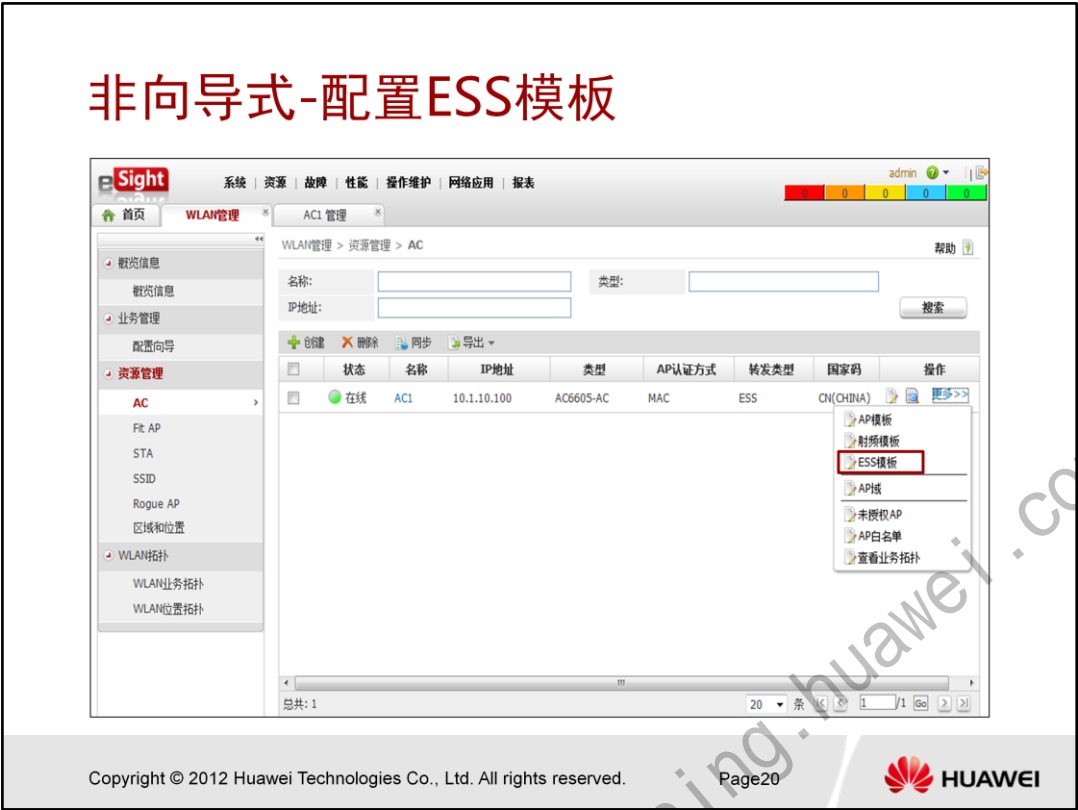 非向导式-配置ESS模板
eSight
系统 | 资源 | 故障 | 性能 | 操作维护 | 网络应用 | 报表
admin
0 0 0 0 0
首页 WLAN管理 AC1 管理
WLAN管理 > 资源管理 > AC
帮助
概览信息
概览信息
业务管理
配置向导
资源管理
AC
Fit AP
STA
SSID
Rogue AP
区域和位置
WLAN拓扑
WLAN业务拓扑
WLAN位置拓扑
名称: 类型:
IP地址: 搜索
创建 删除 同步 导出
状态 名称 IP地址 类型 AP认证方式 转发类型 国家码 操作
在线 AC1 10.1.10.100 AC6605-AC MAC ESS CN(CHINA) 更多>>
AP模板
射频模板
ESS模板
AP域
未授权AP
AP白名单
查看业务拓扑
总共: 1 20 条 1 /1 Go
Copyright © 2012 Huawei Technologies Co., Ltd. All rights reserved. Page20 HUAWEI
ing.huawei.co